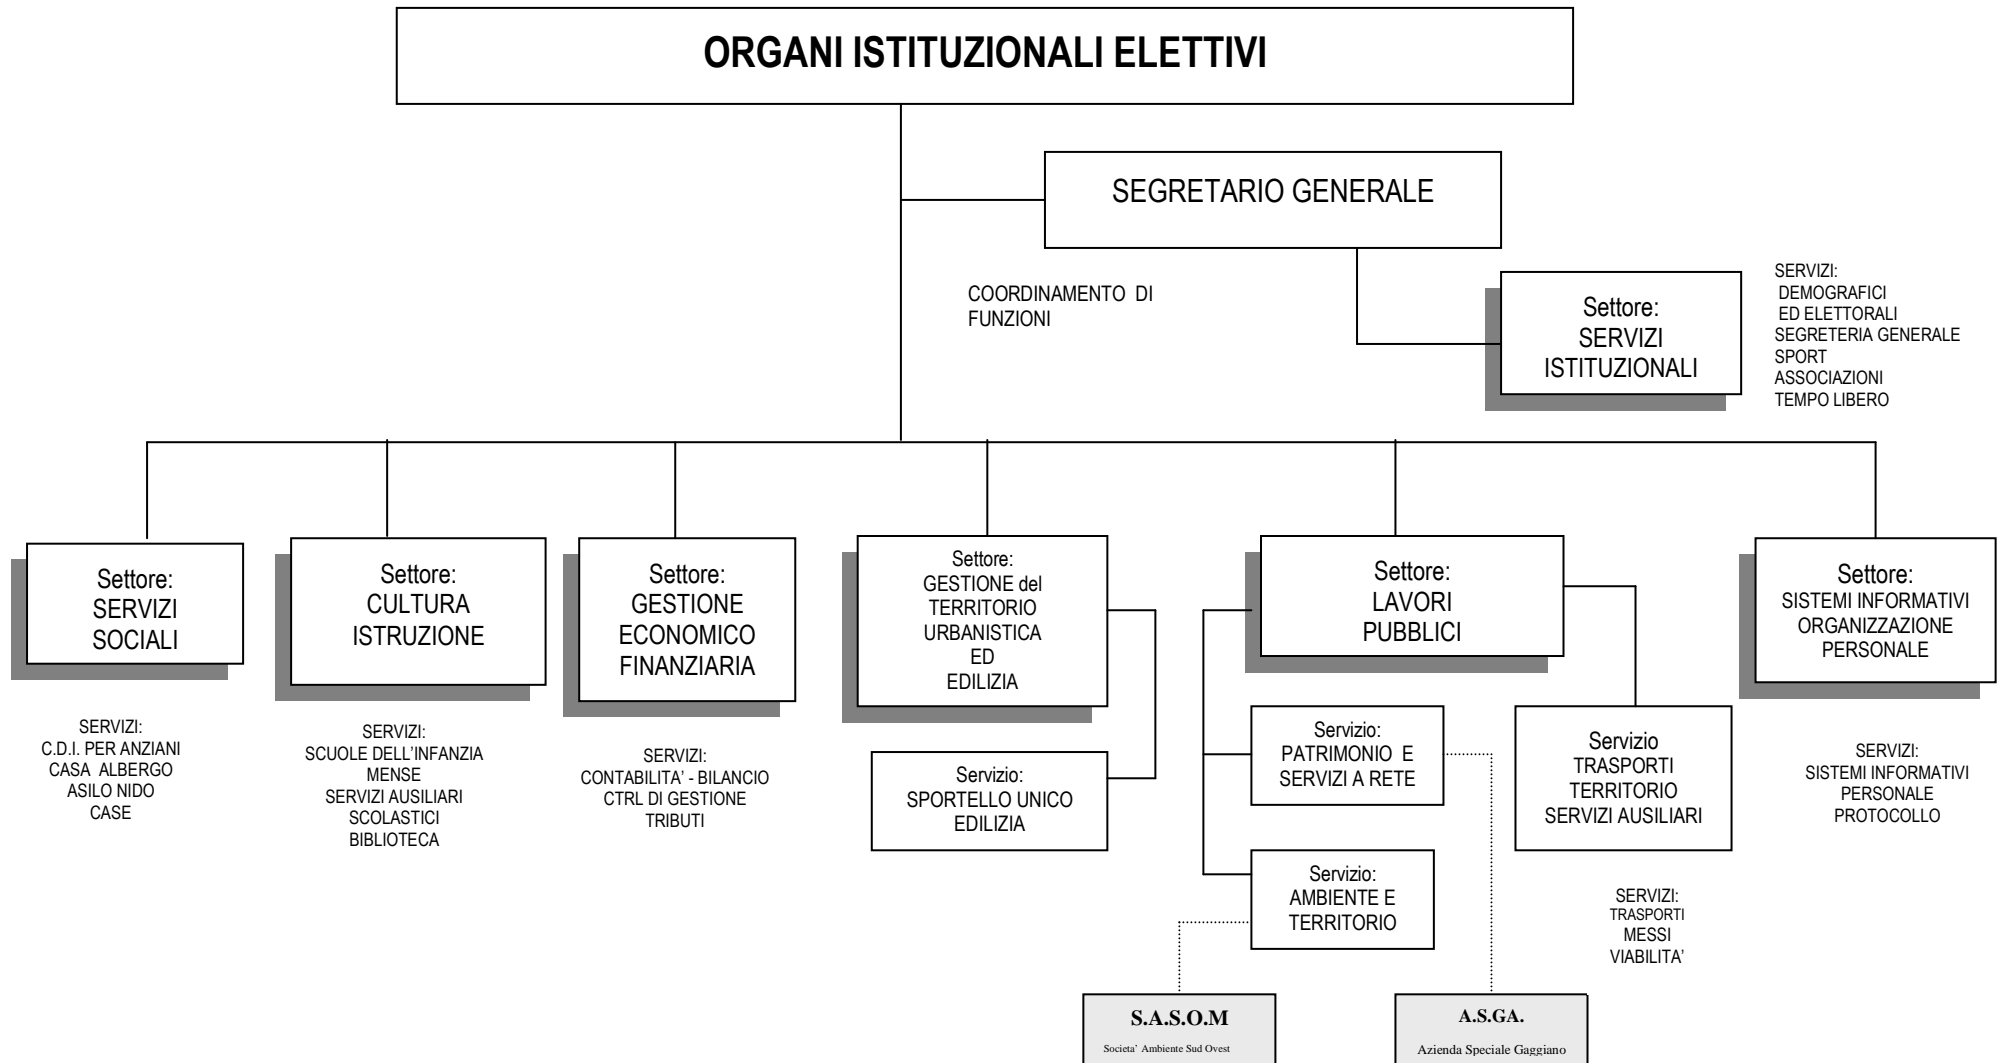 ORGANI ISTITUZIONALI ELETTIVI
SEGRETARIO GENERALE
COORDINAMENTO DI
FUNZIONI
Settore:
SERVIZI
ISTITUZIONALI
SERVIZI:
DEMOGRAFICI
ED ELETTORALI
SEGRETERIA GENERALE
SPORT
ASSOCIAZIONI
TEMPO LIBERO
Settore:
SERVIZI
SOCIALI
SERVIZI:
C.D.I. PER ANZIANI
CASA ALBERGO
ASILO NIDO
CASE
Settore:
CULTURA
ISTRUZIONE
SERVIZI:
SCUOLE DELL'INFANZIA
MENSE
SERVIZI AUSILIARI
SCOLASTICI
BIBLIOTECA
Settore:
GESTIONE
ECONOMICO
FINANZIARIA
SERVIZI:
CONTABILITA' - BILANCIO
CTRL DI GESTIONE
TRIBUTI
Settore:
GESTIONE del
TERRITORIO
URBANISTICA
ED
EDILIZIA
Servizio:
SPORTELLO UNICO
EDILIZIA
Settore:
LAVORI
PUBBLICI
Servizio:
PATRIMONIO E
SERVIZI A RETE
Servizio:
AMBIENTE E
TERRITORIO
Servizio
TRASPORTI
TERRITORIO
SERVIZI AUSILIARI
SERVIZI:
TRASPORTI
MESSI
VIABILITA'
Settore:
SISTEMI INFORMATIVI
ORGANIZZAZIONE
PERSONALE
SERVIZI:
SISTEMI INFORMATIVI
PERSONALE
PROTOCOLLO
S.A.S.O.M
Societa' Ambiente Sud Ovest
A.S.GA.
Azienda Speciale Gaggiano